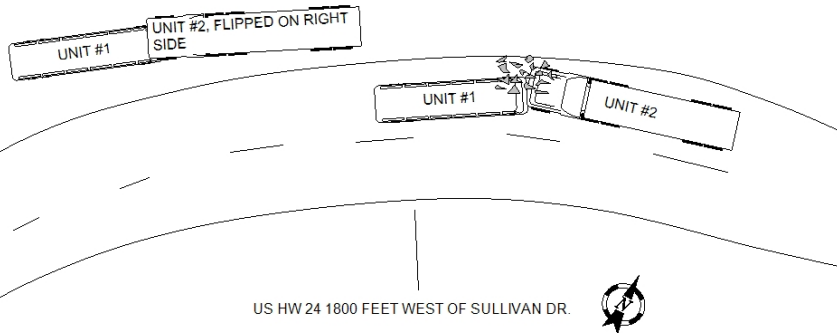 UNIT #2, FLIPPED ON RIGHT
SIDE
UNIT #1
UNIT #1
UNIT #2
US HW 24 1800 FEET WEST OF SULLIVAN DR.
N